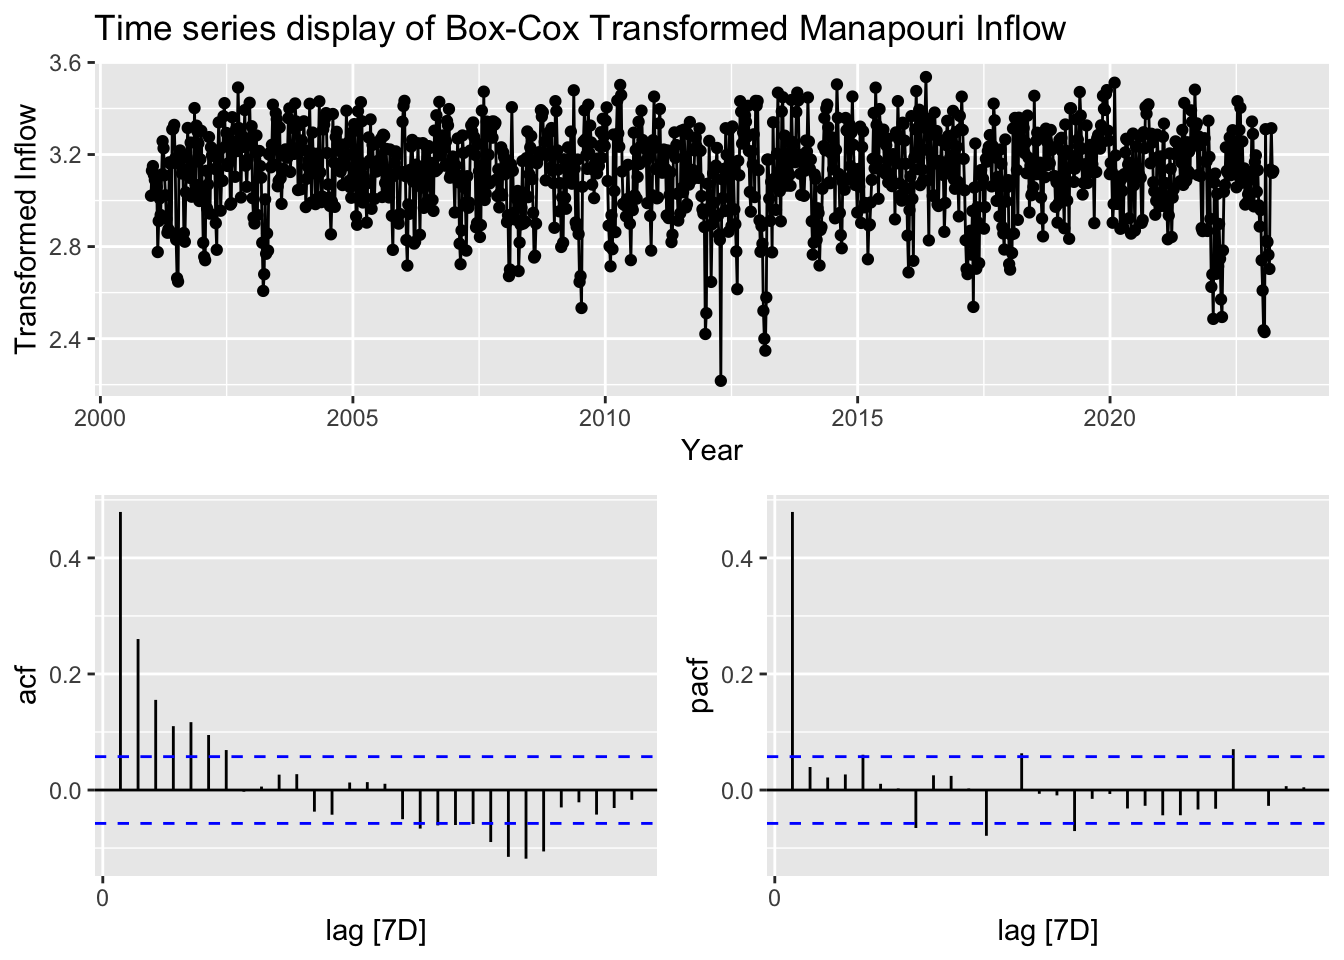 Time series display of Box-Cox Transformed Manapouri Inflow
Transformed Inflow
3.6
3.2
2.8
2.4
2000
2005
2010
2015
2020
Year
acf
0.4
0.2
0.0
0
lag [7D]
pacf
0.4
0.2
0.0
0
lag [7D]